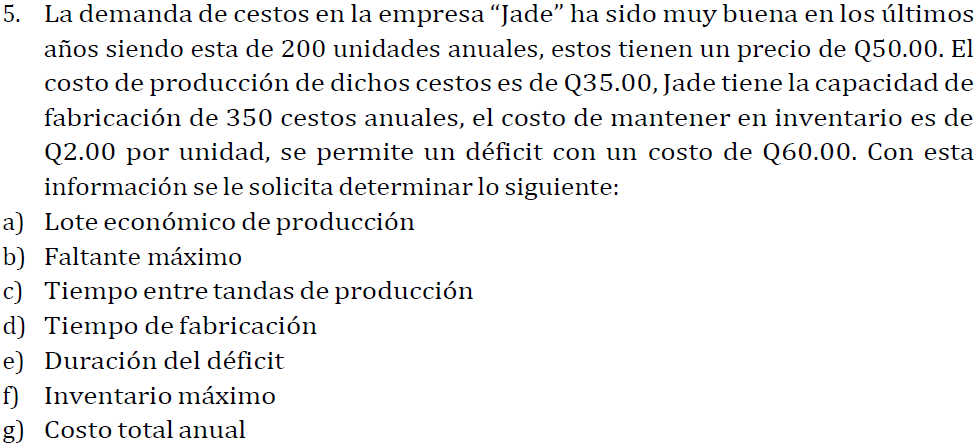 5. La demanda de cestos en la empresa “Jade” ha sido muy buena en los últimos
años siendo esta de 200 unidades anuales, estos tienen un precio de Q50.00. El
costo de producción de dichos cestos es de Q35.00, Jade tiene la capacidad de
fabricación de 350 cestos anuales, el costo de mantener en inventario es de
Q2.00 por unidad, se permite un déficit con un costo de Q60.00. Con esta
información se le solicita determinar lo siguiente:
a) Lote económico de producción
b) Faltante máximo
c) Tiempo entre tandas de producción
d) Tiempo de fabricación
e) Duración del déficit
f) Inventario máximo
g) Costo total anual